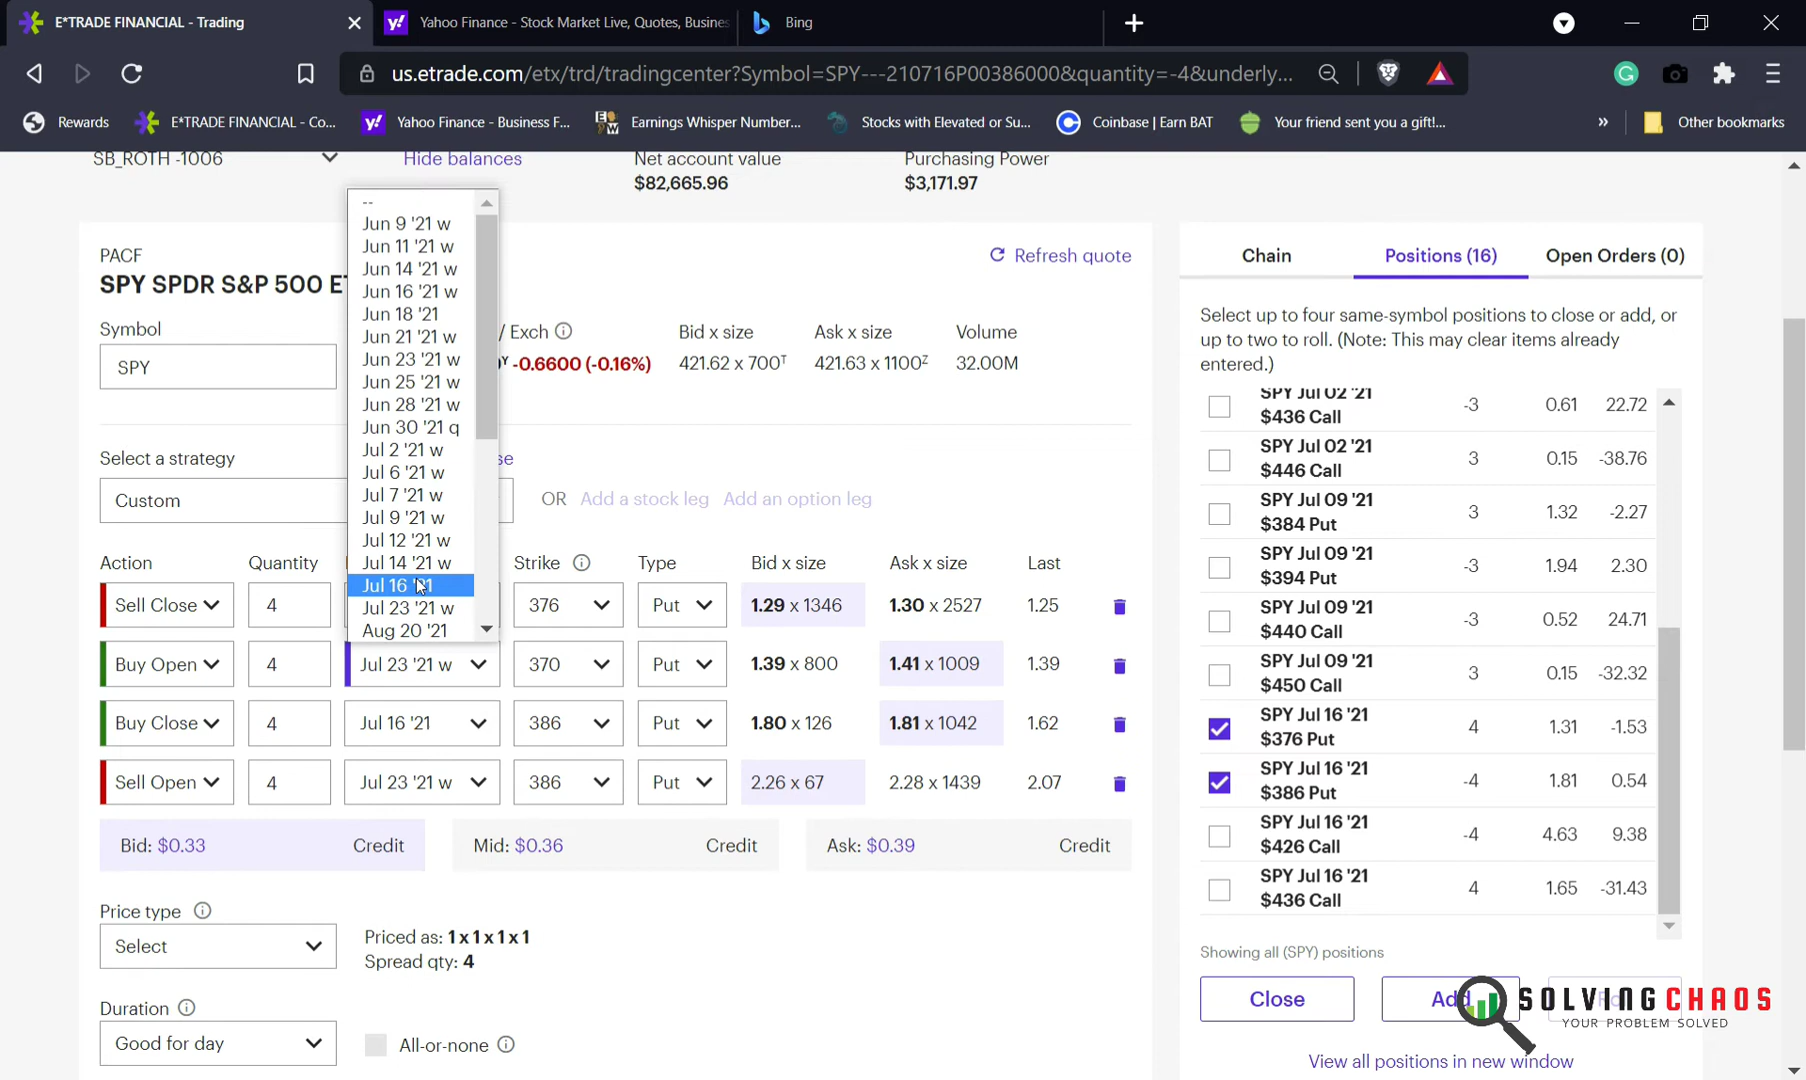 E*TRADE FINANCIAL - Trading
Yahoo Finance - Stock Market Live, Quotes, Busines
Bing
us.etrade.com/etx/trd/tradingcenter?Symbol=SPY---210716P00386000&quantity=-4&underly...
Rewards
E*TRADE FINANCIAL - Co...
Yahoo Finance - Business F...
Earnings Whisper Number...
Stocks with Elevated or Su...
Coinbase | Earn BAT
Your friend sent you a gift!...
»
Other bookmarks
SB_ROTH -1006
Hide balances
Net account value
$82,665.96
Purchasing Power
$3,171.97
PACF
SPY SPDR S&P 500 ET
Refresh quote
Symbol
SPY
/ Exch
Y -0.6600 (-0.16%)
Bid x size
421.62 x 700T
Ask x size
421.63 x 1100Z
Volume
32.00M
--
Jun 9 '21 w
Jun 11 '21 w
Jun 14 '21 w
Jun 16 '21 w
Jun 18 '21
Jun 21 '21 w
Jun 23 '21 w
Jun 25 '21 w
Jun 28 '21 w
Jun 30 '21 q
Jul 2 '21 w
Jul 6 '21 w
Jul 7 '21 w
Jul 9 '21 w
Jul 12 '21 w
Jul 14 '21 w
Jul 16 '21
Jul 23 '21 w
Aug 20 '21
Select a strategy
se
Custom
OR Add a stock leg Add an option leg
Action Quantity Strike Type Bid x size Ask x size Last
Sell Close 4 376 Put 1.29 x 1346 1.30 x 2527 1.25
Buy Open 4 Jul 23 '21 w 370 Put 1.39 x 800 1.41 x 1009 1.39
Buy Close 4 Jul 16 '21 386 Put 1.80 x 126 1.81 x 1042 1.62
Sell Open 4 Jul 23 '21 w 386 Put 2.26 x 67 2.28 x 1439 2.07
Bid: $0.33 Credit
Mid: $0.36 Credit
Ask: $0.39 Credit
Price type
Select
Priced as: 1 x 1 x 1 x 1
Spread qty: 4
Duration
Good for day
All-or-none
Chain
Positions (16)
Open Orders (0)
Select up to four same-symbol positions to close or add, or
up to two to roll. (Note: This may clear items already
entered.)
SPY Jul 02 '21
$436 Call -3 0.61 22.72
SPY Jul 02 '21
$446 Call 3 0.15 -38.76
SPY Jul 09 '21
$384 Put 3 1.32 -2.27
SPY Jul 09 '21
$394 Put -3 1.94 2.30
SPY Jul 09 '21
$440 Call -3 0.52 24.71
SPY Jul 09 '21
$450 Call 3 0.15 -32.32
SPY Jul 16 '21
$376 Put 4 1.31 -1.53
SPY Jul 16 '21
$386 Put -4 1.81 0.54
SPY Jul 16 '21
$426 Call -4 4.63 9.38
SPY Jul 16 '21
$436 Call 4 1.65 -31.43
Showing all (SPY) positions
Close
Add
SOLVING CHAOS
YOUR PROBLEM SOLVED
View all positions in new window